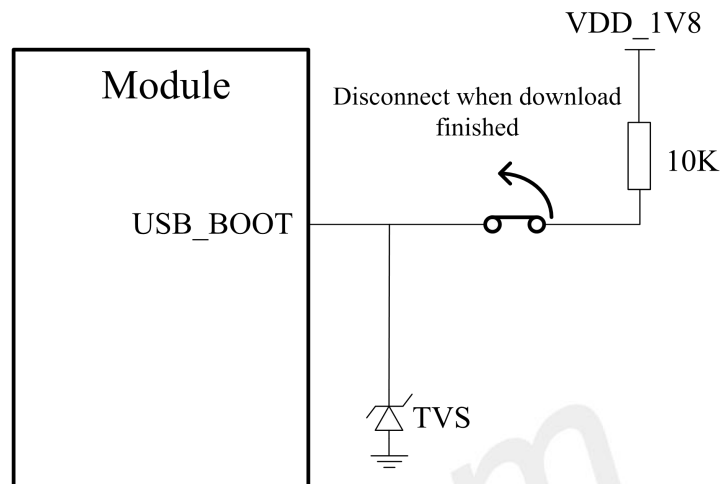 VDD_1V8
Module
Disconnect when download
finished
10K
USB_BOOT
TVS